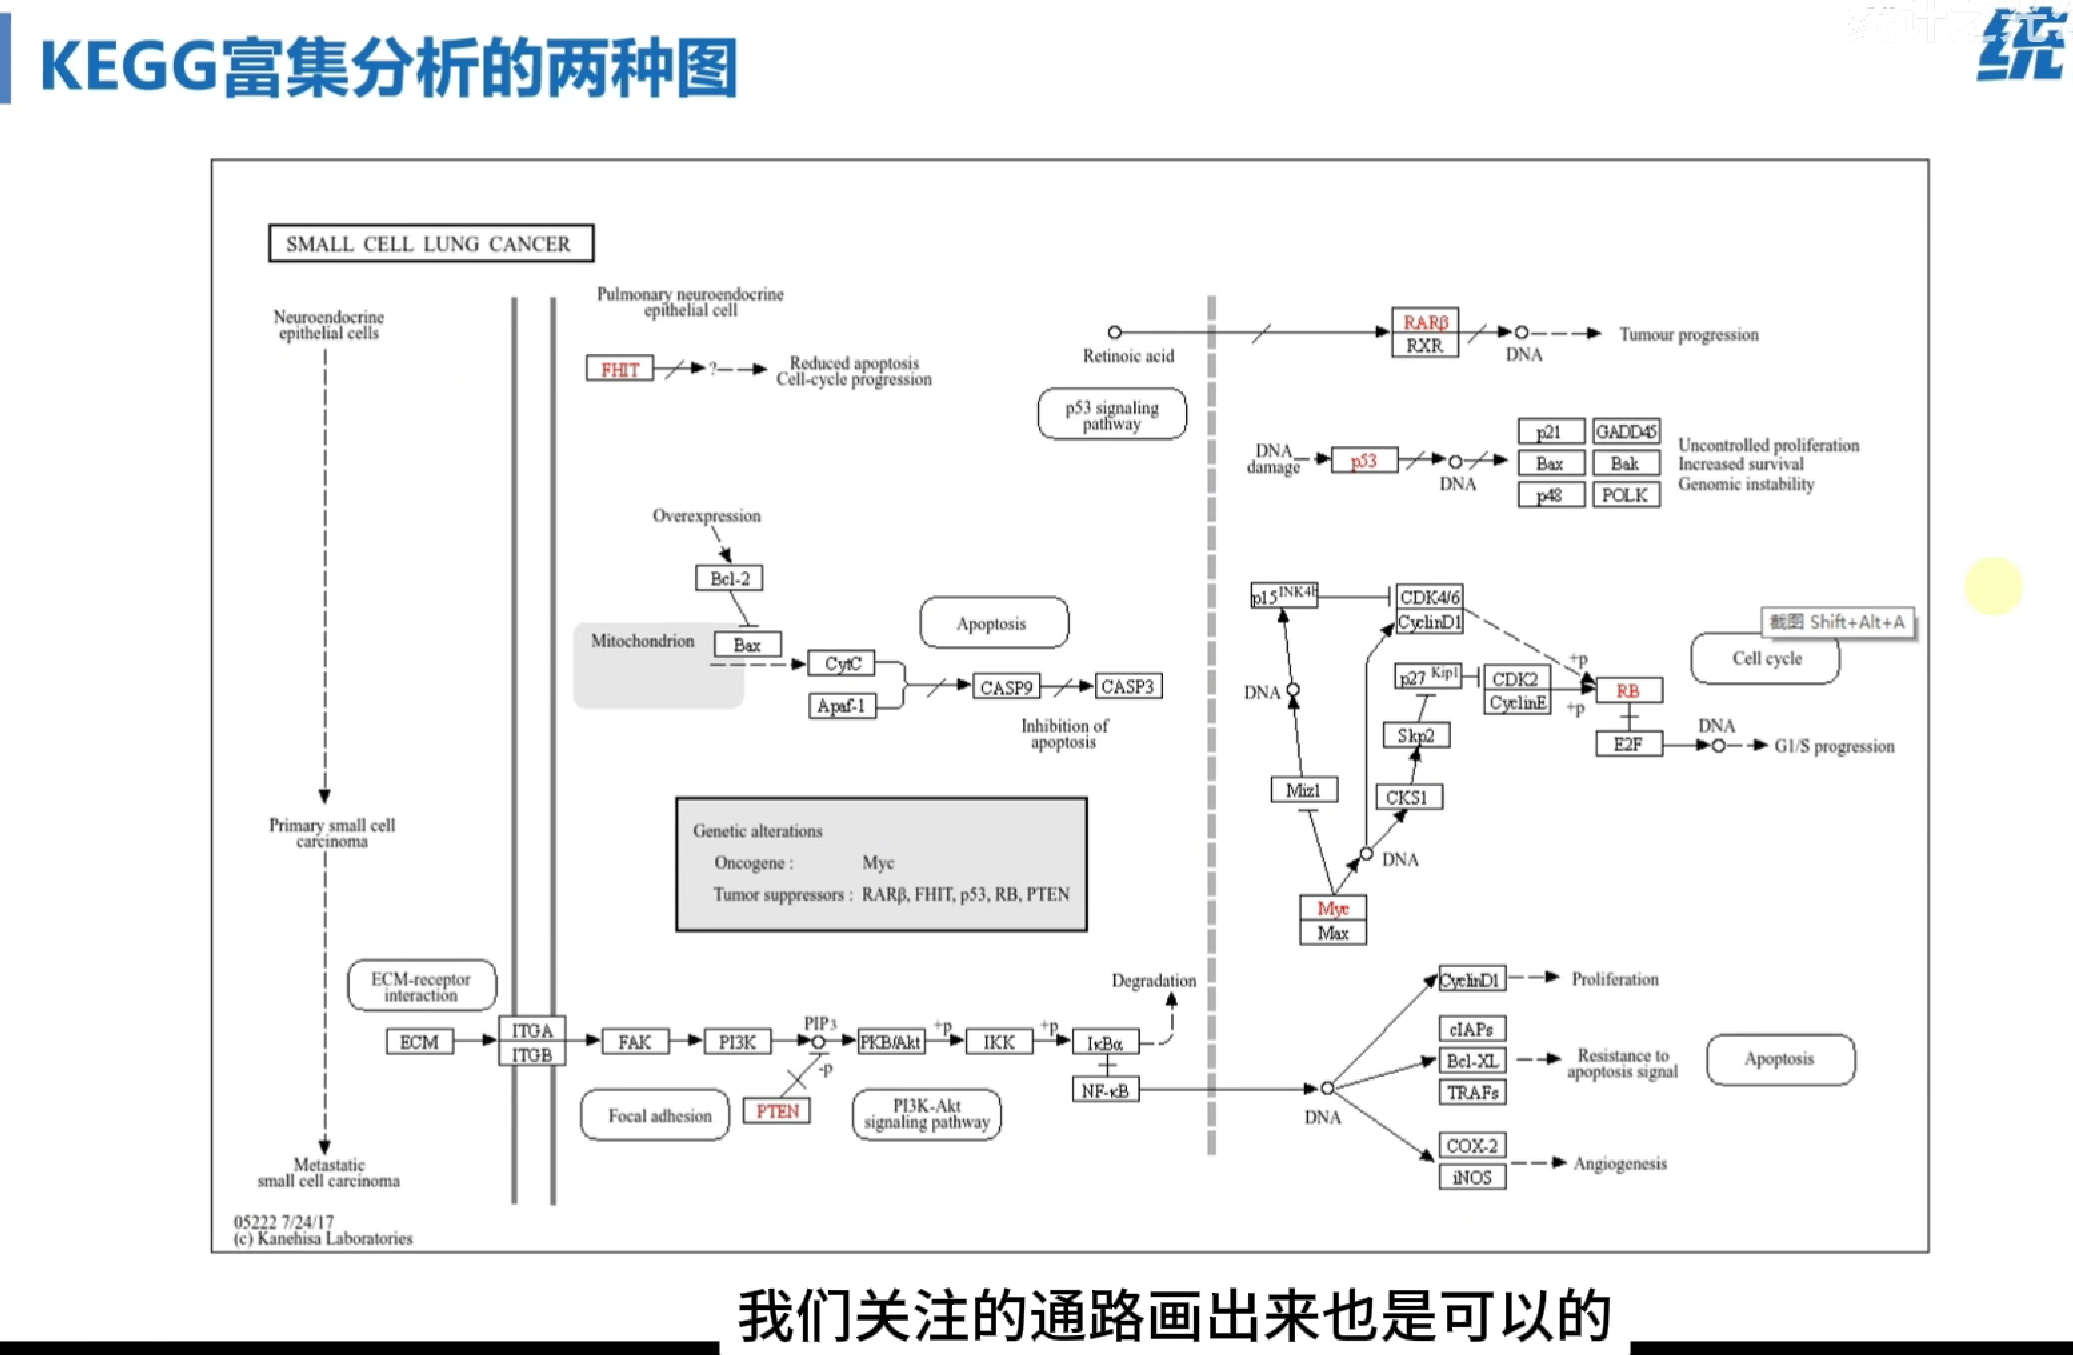 KEGG富集分析的两种图
统
SMALL CELL LUNG CANCER
Neuroendocrine
epithelial cells
Pulmonary neuroendocrine
epithelial cell
FHIT
?
Reduced apoptosis
Cell-cycle progression
Retinoic acid
RARβ
RXR
DNA
Tumour progression
p53 signaling
pathway
DNA
damage
p53
DNA
p21
GADD45
Bax
Bak
p48
POLK
Uncontrolled proliferation
Increased survival
Genomic instability
Overexpression
Bcl-2
Mitochondrion
Bax
Apoptosis
CytC
Apaf-1
CASP9
CASP3
Inhibition of
apoptosis
p15INK4b
CDK4/6
CyclinD1
截图 Shift+Alt+A
Cell cycle
+p
p27 Kip1
CDK2
CyclinE
+p
RB
DNA
Skp2
E2F
DNA
G1/S progression
Miz1
CKS1
DNA
Myc
Max
Primary small cell
carcinoma
Genetic alterations
Oncogene : Myc
Tumor suppressors : RARβ, FHIT, p53, RB, PTEN
ECM-receptor
interaction
ECM
ITGA
ITGB
FAK
PI3K
PIP3
-p
PTEN
PKB/Akt
+p
IKK
+p
IκBα
NF-κB
Degradation
Focal adhesion
PI3K-Akt
signaling pathway
DNA
CyclinD1
Proliferation
cIAPs
Bcl-XL
TRAFs
Resistance to
apoptosis signal
Apoptosis
COX-2
iNOS
Angiogenesis
Metastatic
small cell carcinoma
05222 7/24/17
(c) Kanehisa Laboratories
我们关注的通路画出来也是可以的